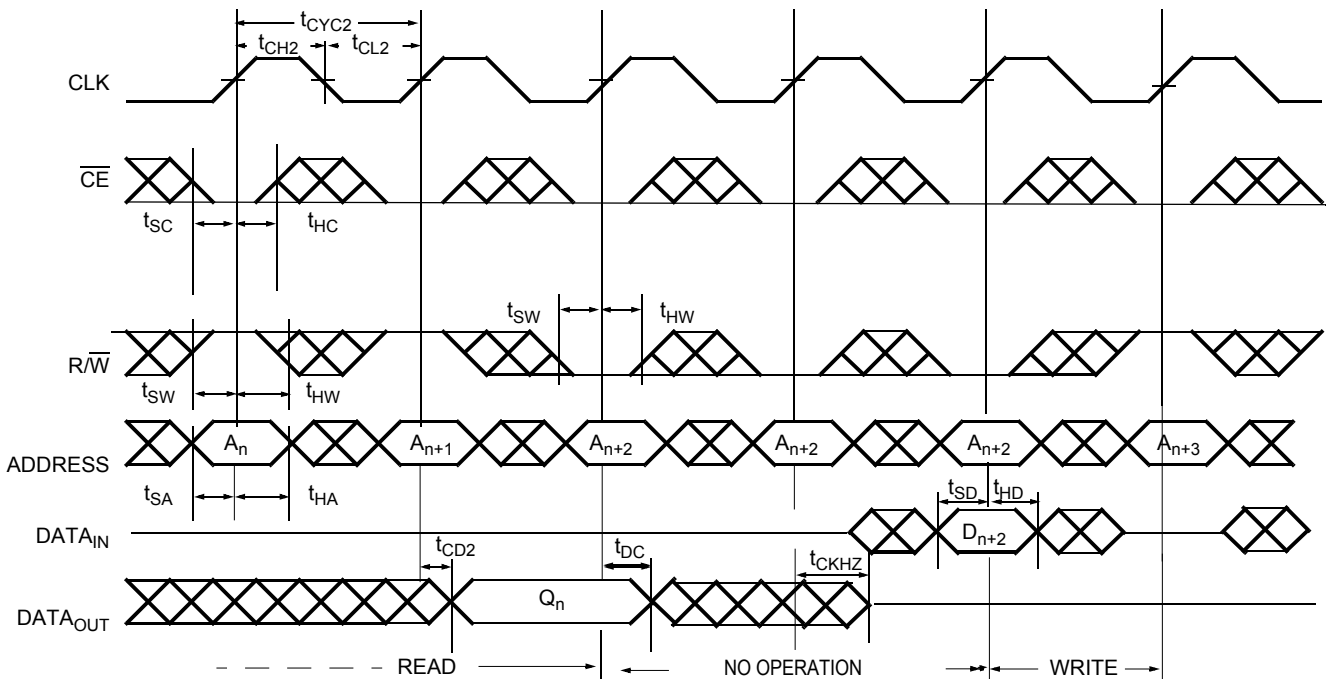 tCYC2
tCH2 tCL2
CLK
CE
tSC tHC
tSW tHW
R/W
tSW tHW
An An+1 An+2 An+2 An+2 An+3
ADDRESS
tSA tHA tSD tHD
DATAIN Dn+2
tCD2 tDC tCKHZ
Qn
DATAOUT
READ NO OPERATION WRITE